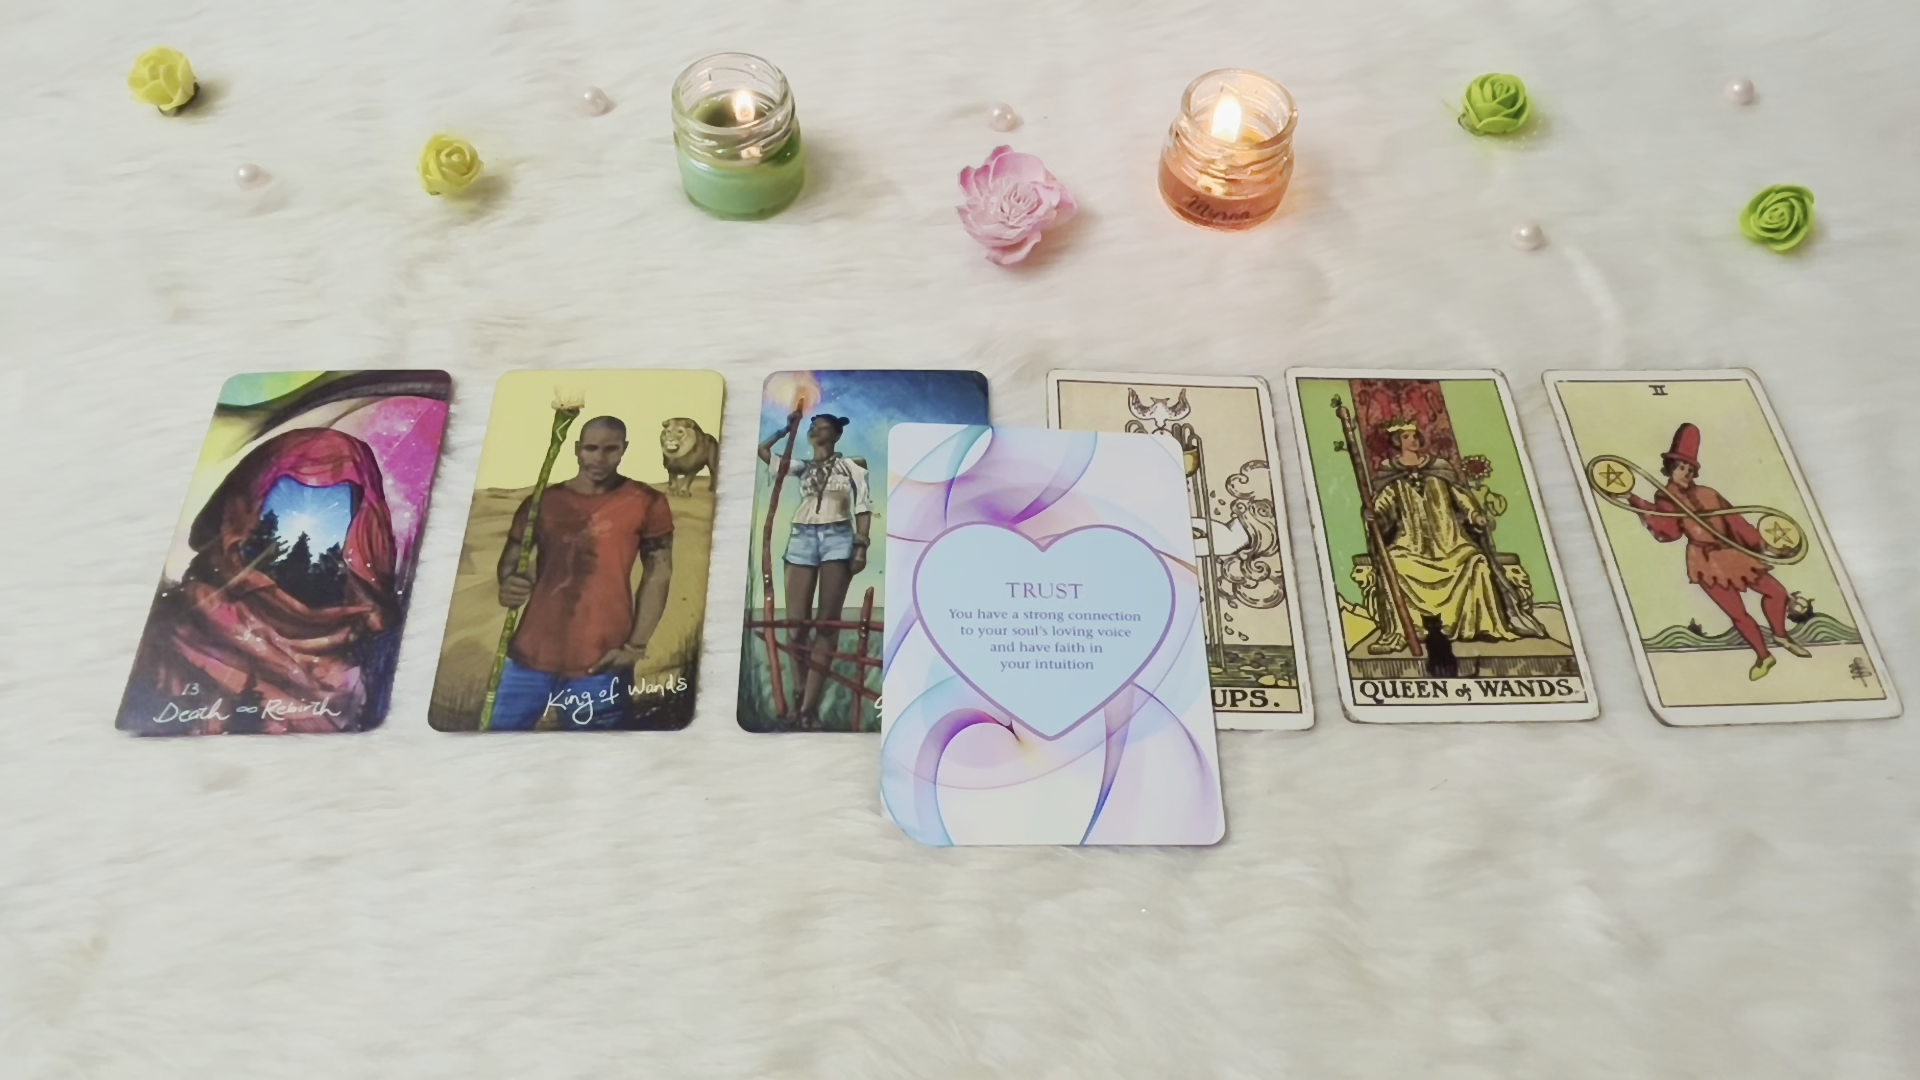 Myron
13
Death ∞ Rebirth
King of Wands
TRUST
You have a strong connection
to your soul's loving voice
and have faith in
your intuition
UPS.
QUEEN of WANDS.
II